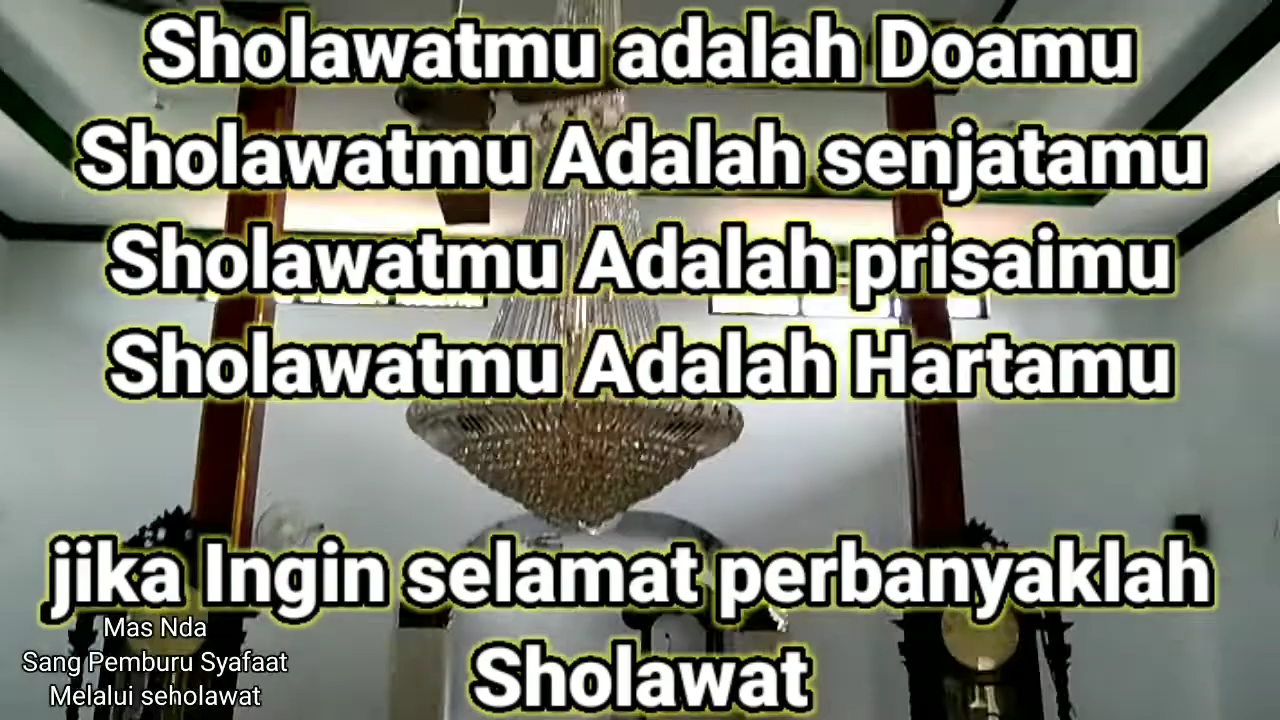 Sholawatmu adalah Doamu
Sholawatmu Adalah senjatamu
Sholawatmu Adalah prisaimu
Sholawatmu Adalah Hartamu
jika Ingin selamat perbanyaklah
Sholawat
Mas Nda
Sang Pemburu Syafaat
Melalui seholawat